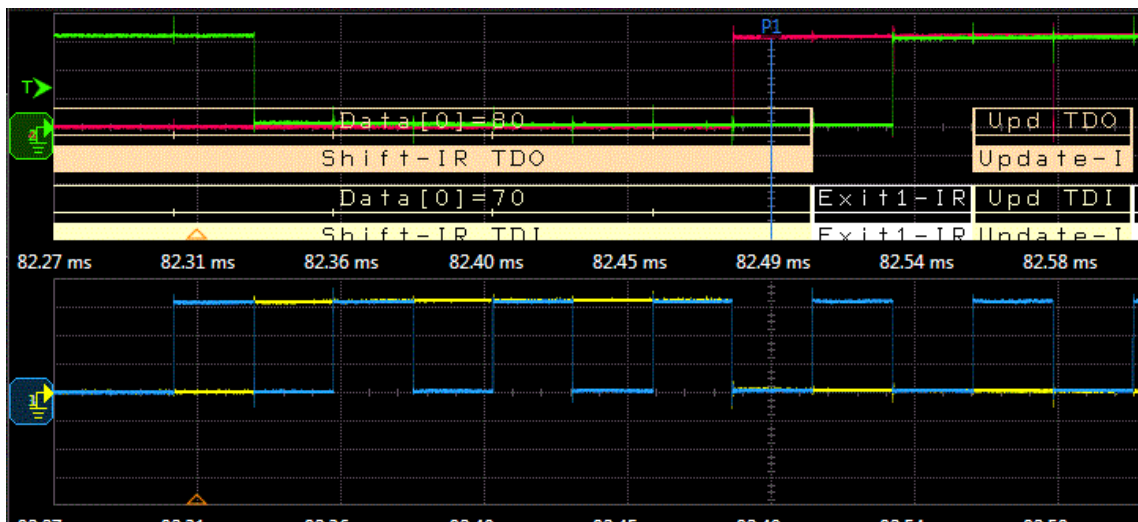 P1
T
2
Data[0]=80
Upd TDO
Shift-IR TDO
Update-I
Data[0]=70
Exit1-IR
Upd TDI
Shift-IR TDI
Exit1-IR
Update-I
82.27 ms
82.31 ms
82.36 ms
82.40 ms
82.45 ms
82.49 ms
82.54 ms
82.58 ms
1